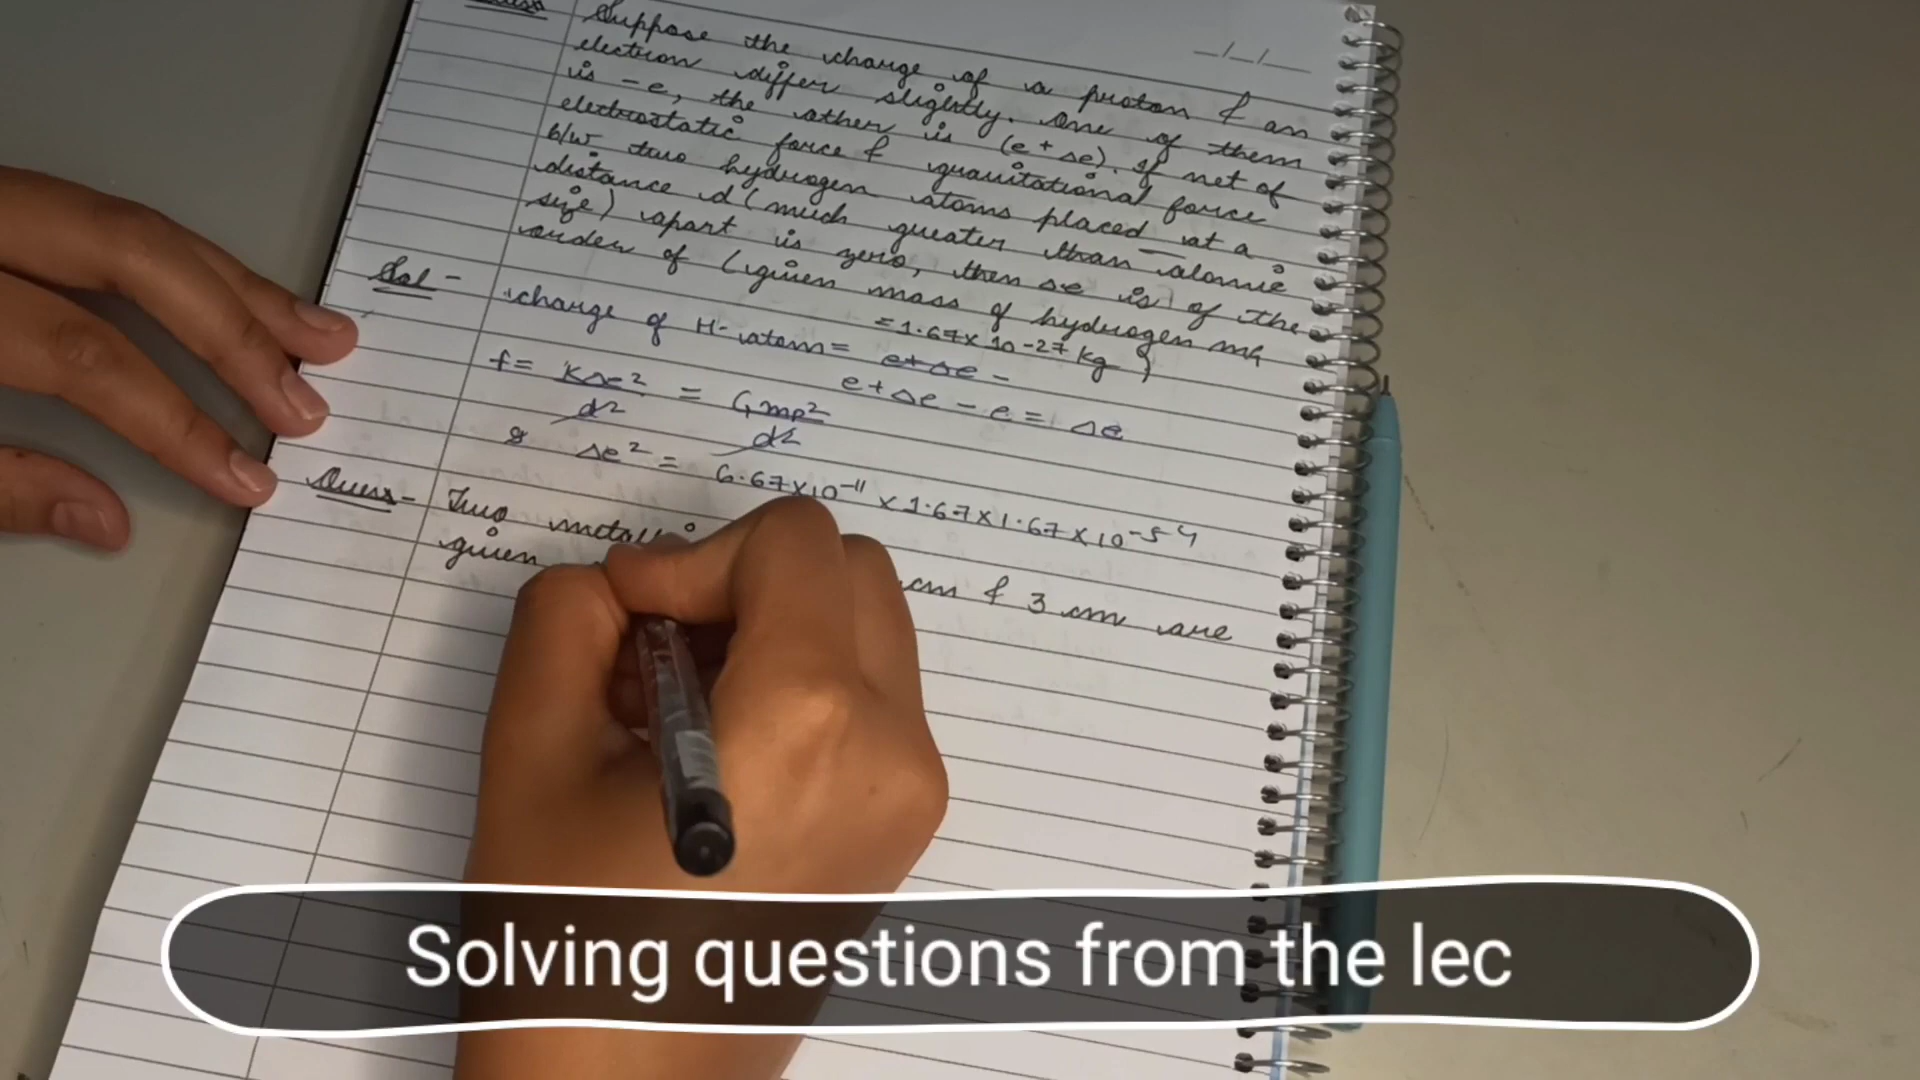 Suppose the charge of a proton & an
electron differ slightly. One of them
is -e, the other is (e + Δe). If net of
electrostatic force & gravitational force
b/w two hydrogen atoms placed at a
distance d (much greater than atomic
size) apart is zero, then Δe is of the
order of (given mass of hydrogen mH
= 1.67 × 10-27 kg }
Sol - charge of H-atom = e+Δe -
e + Δe - e = Δe
f = KΔe² / d² = Gmp² / d²
Δe² = 6.67×10⁻¹¹ × 1.67×1.67×10⁻⁵⁴
Ques - Two cm & 3 cm are
given
Solving questions from the lec